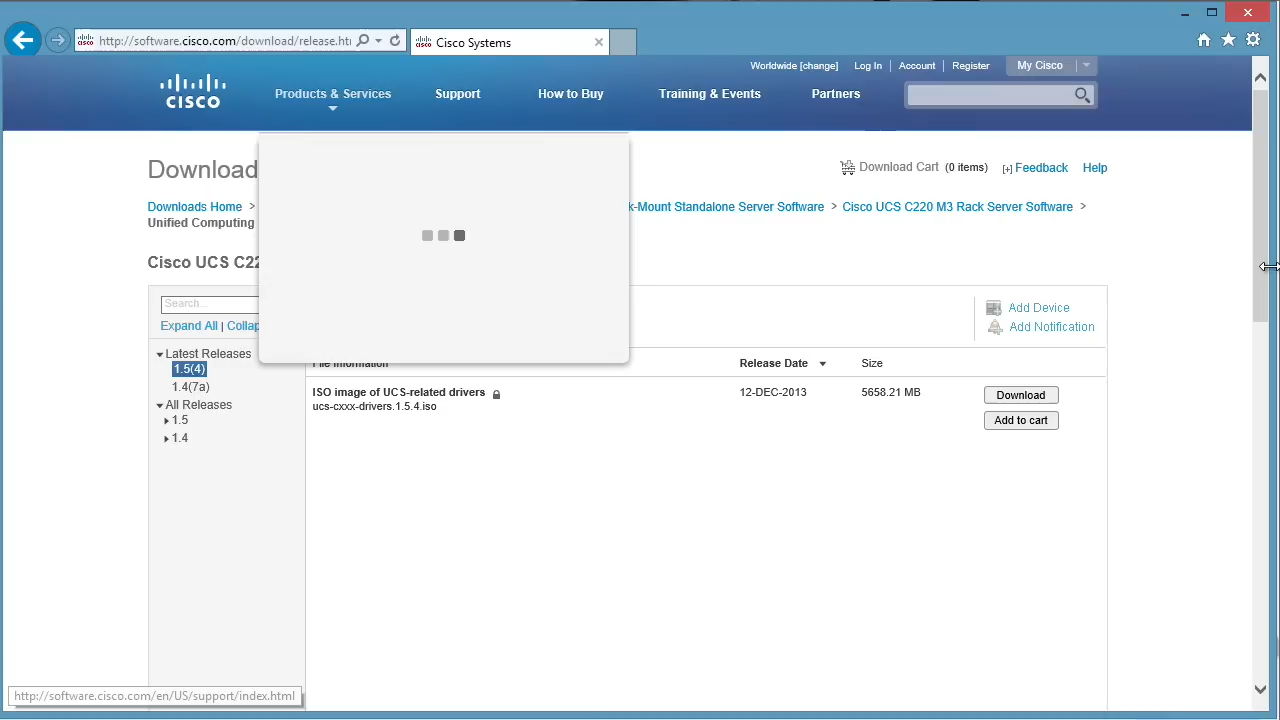 http://software.cisco.com/download/release.ht
Cisco Systems
Worldwide [change] Log In Account Register My Cisco
CISCO
Products & Services Support How to Buy Training & Events Partners
Download
Download Cart (0 items) [+] Feedback Help
Downloads Home > k-Mount Standalone Server Software > Cisco UCS C220 M3 Rack Server Software >
Unified Computing
Cisco UCS C22
Search...
Expand All | Collap
Add Device
Add Notification
Latest Releases
1.5(4)
1.4(7a)
All Releases
1.5
1.4
File Information Release Date Size
ISO image of UCS-related drivers 12-DEC-2013 5658.21 MB Download
ucs-cxxx-drivers.1.5.4.iso
Add to cart
http://software.cisco.com/en/US/support/index.html